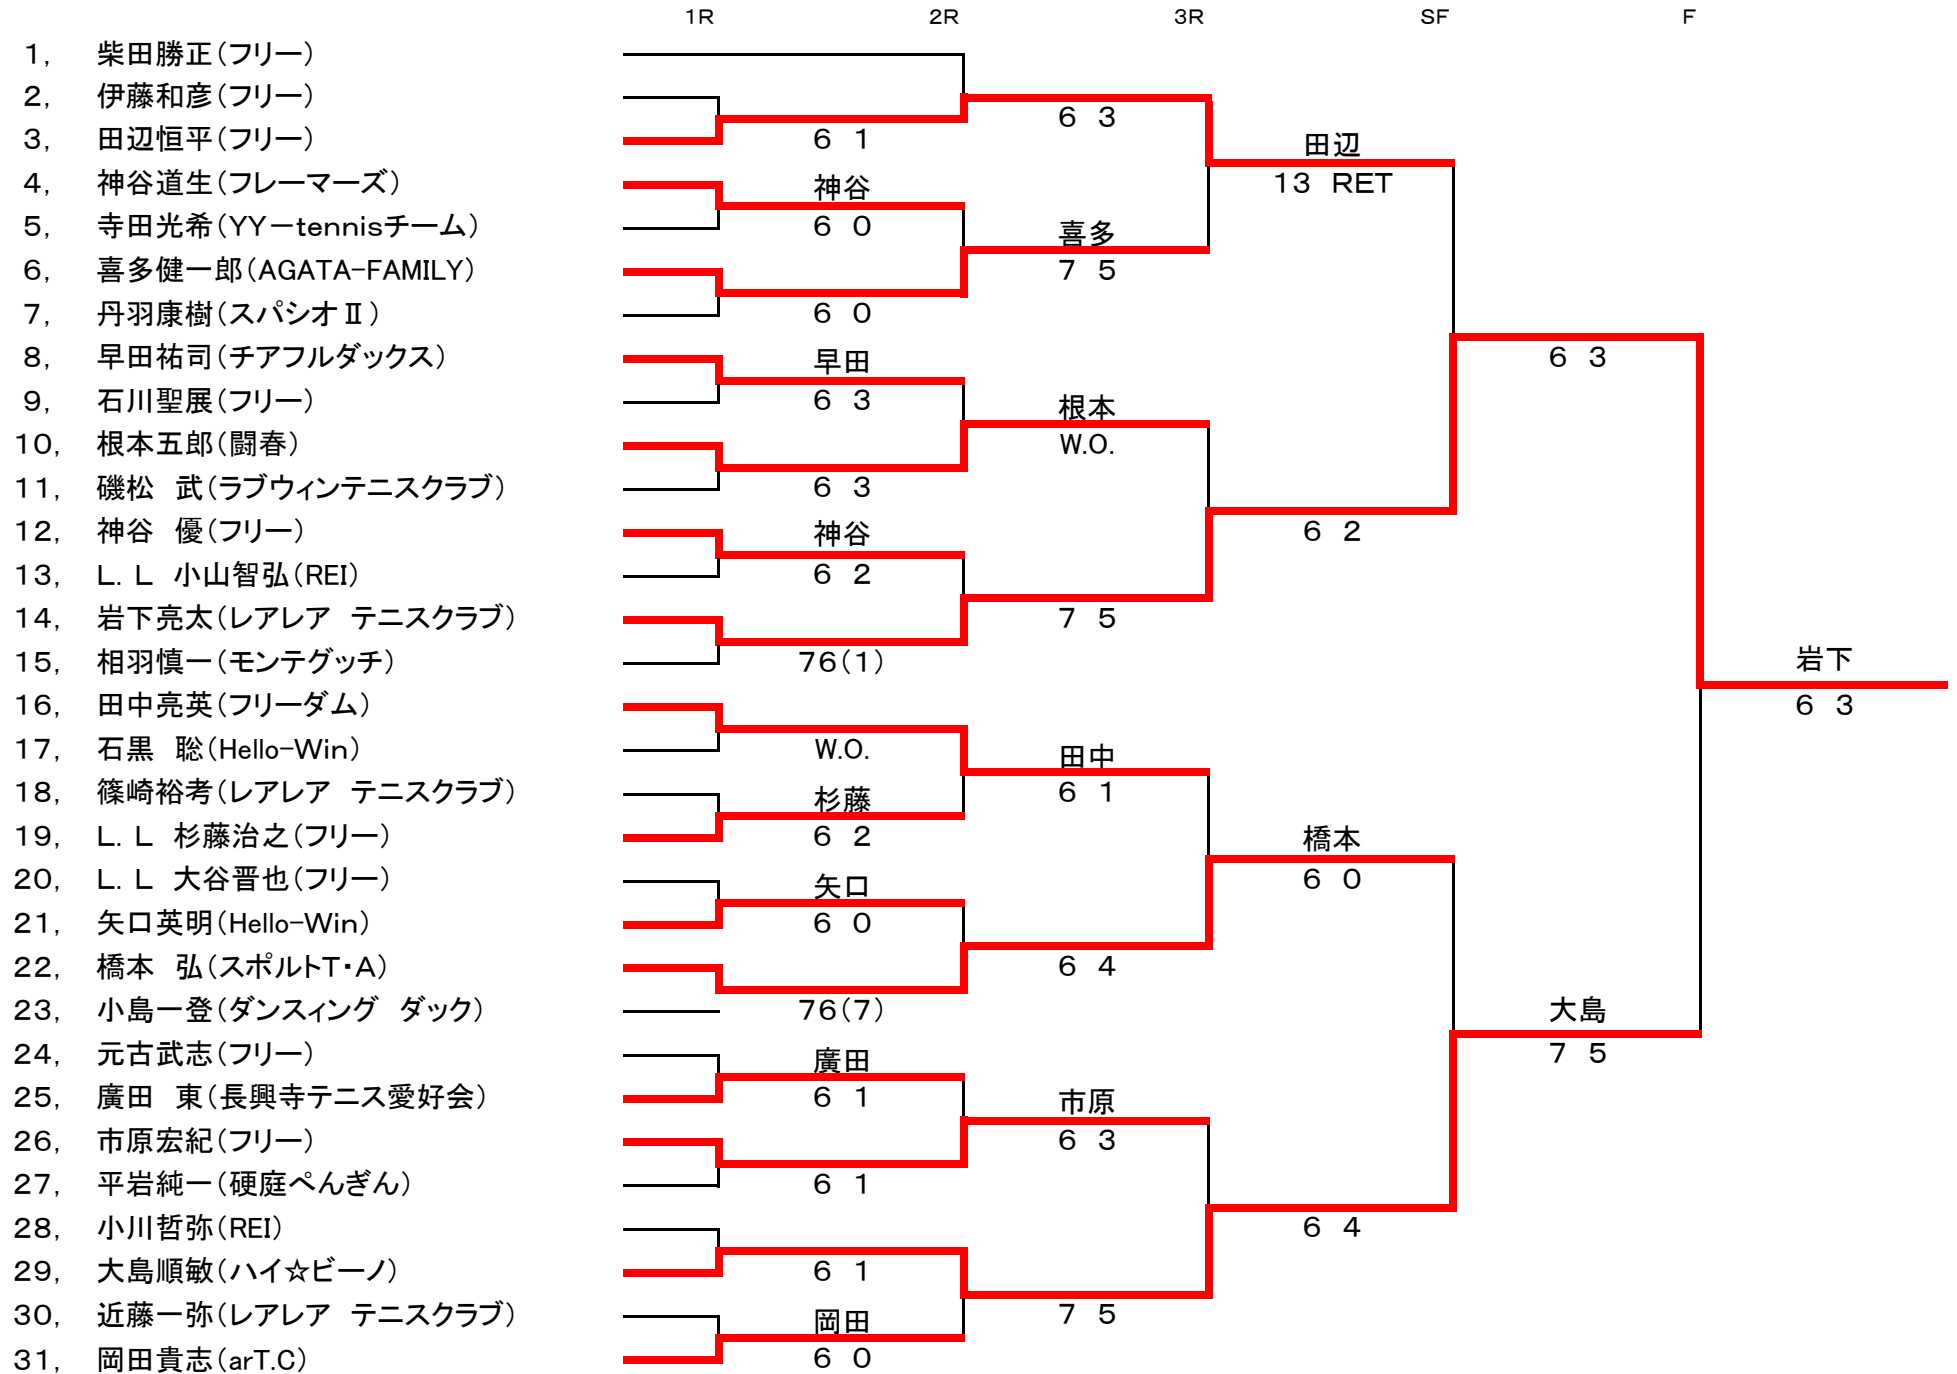 1R 2R 3R SF F
1, 柴田勝正(フリー)
2, 伊藤和彦(フリー)
6 3
3, 田辺恒平(フリー)
6 1
田辺
4, 神谷道生(フレーマーズ)
神谷
13 RET
5, 寺田光希(YY－tennisチーム)
6 0
喜多
6, 喜多健一郎(AGATA-FAMILY)
7 5
7, 丹羽康樹(スパシオⅡ)
6 0
8, 早田祐司(チアフルダックス)
早田
6 3
9, 石川聖展(フリー)
6 3
根本
10, 根本五郎(闘春)
W.O.
11, 磯松 武(ラブウィンテニスクラブ)
6 3
12, 神谷 優(フリー)
神谷
6 2
13, L. L 小山智弘(REI)
6 2
14, 岩下亮太(レアレア テニスクラブ)
7 5
15, 相羽慎一(モンテグッチ)
76(1)
岩下
16, 田中亮英(フリーダム)
6 3
17, 石黒 聡(Hello-Win)
W.O.
田中
18, 篠崎裕考(レアレア テニスクラブ)
杉藤
6 1
19, L. L 杉藤治之(フリー)
6 2
橋本
20, L. L 大谷晋也(フリー)
矢口
6 0
21, 矢口英明(Hello-Win)
6 0
22, 橋本 弘(スポルトT・A)
6 4
23, 小島一登(ダンスィング ダック)
76(7)
大島
24, 元古武志(フリー)
廣田
7 5
25, 廣田 東(長興寺テニス愛好会)
6 1
市原
26, 市原宏紀(フリー)
6 3
27, 平岩純一(硬庭ぺんぎん)
6 1
28, 小川哲弥(REI)
6 4
29, 大島順敏(ハイ☆ビーノ)
6 1
30, 近藤一弥(レアレア テニスクラブ)
岡田
7 5
31, 岡田貴志(arT.C)
6 0